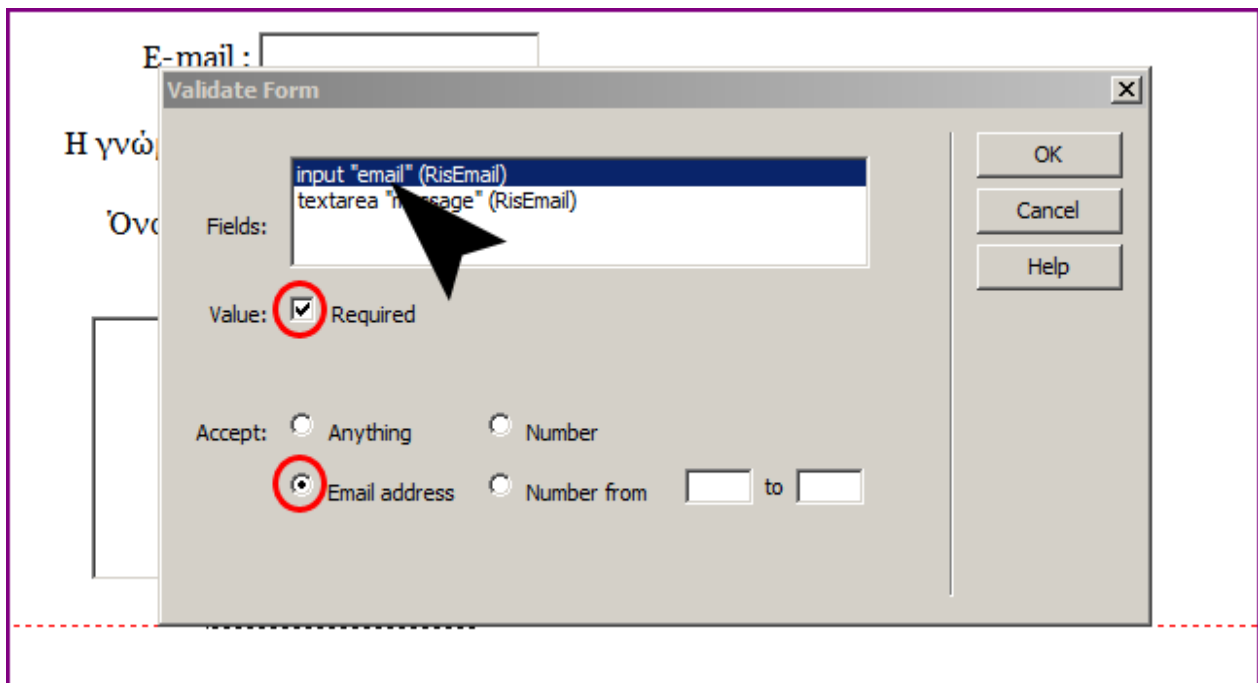 E-mail :
Validate Form
Η γνώ
Όνο
Fields:
input "email" (RisEmail)
textarea "message" (RisEmail)
OK
Cancel
Help
Value: Required
Accept: Anything Number
Email address Number from to